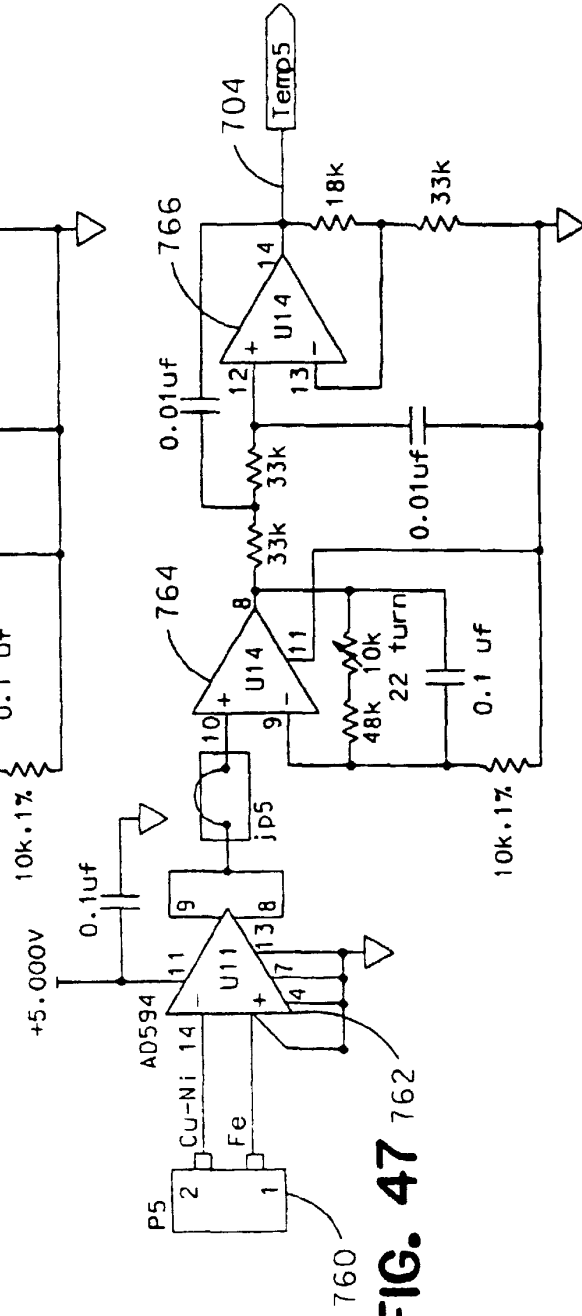 0.1 uf
10k.1%
+5.000V
0.1uf
AD594
P5
2
1
Cu-Ni
Fe
14
-
+
11
U11
9
8
13
7
4
jp5
10
9
+
-
U14
8
11
764
48k
10k
22 turn
0.1 uf
10k.1%
33k
33k
0.01uf
0.01uf
12
13
+
-
U14
14
766
704
Temp5
18k
33k
760
762
FIG. 47